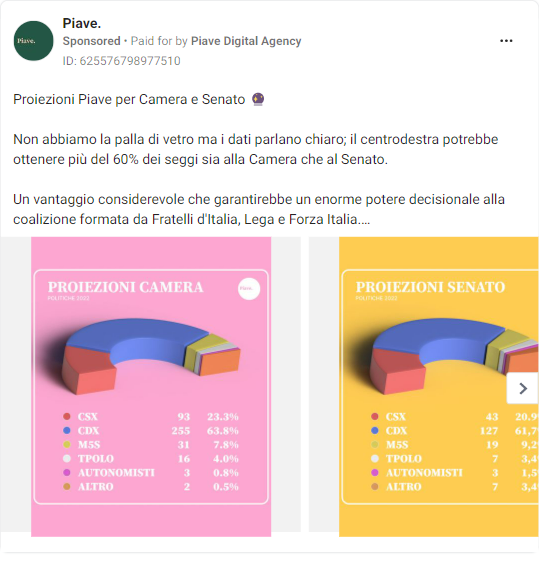 Piave.
Piave.
Sponsored • Paid for by Piave Digital Agency
ID: 625576798977510
Proiezioni Piave per Camera e Senato 🔮
Non abbiamo la palla di vetro ma i dati parlano chiaro; il centrodestra potrebbe
ottenere più del 60% dei seggi sia alla Camera che al Senato.
Un vantaggio considerevole che garantirebbe un enorme potere decisionale alla
coalizione formata da Fratelli d'Italia, Lega e Forza Italia....
PROIEZIONI CAMERA
POLITICHE 2022
Piave.
CSX 93 23.3%
CDX 255 63.8%
M5S 31 7.8%
TPOLO 16 4.0%
AUTONOMISTI 3 0.8%
ALTRO 2 0.5%
PROIEZIONI SENATO
POLITICHE 2022
CSX 43 20.9
CDX 127 61,7
M5S 19 9,2
TPOLO 7 3,4
AUTONOMISTI 3 1,5
ALTRO 7 3,4